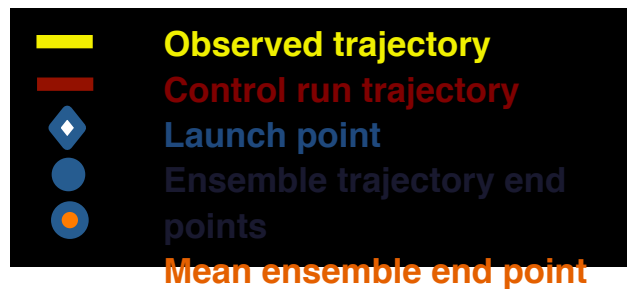 Observed trajectory
Control run trajectory
Launch point
Ensemble trajectory end
points
Mean ensemble end point